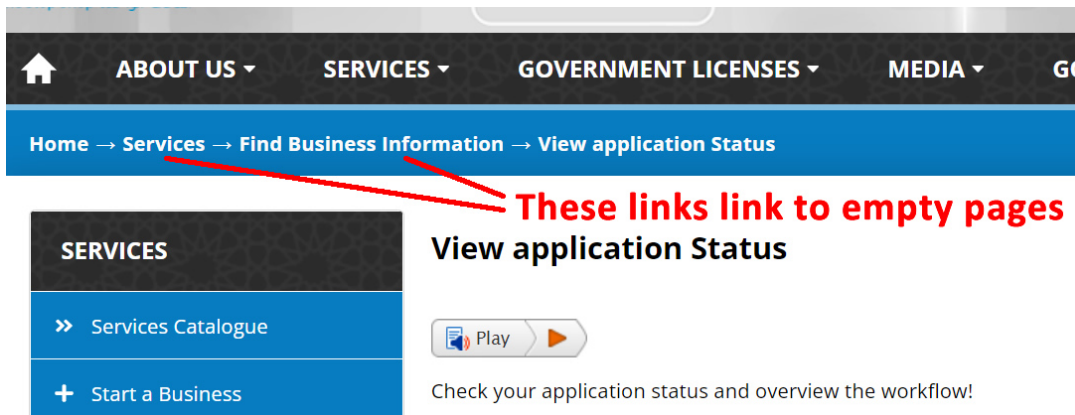 ABOUT US SERVICES GOVERNMENT LICENSES MEDIA
Home → Services → Find Business Information → View application Status
These links link to empty pages
SERVICES
View application Status
Services Catalogue
Play
Start a Business
Check your application status and overview the workflow!